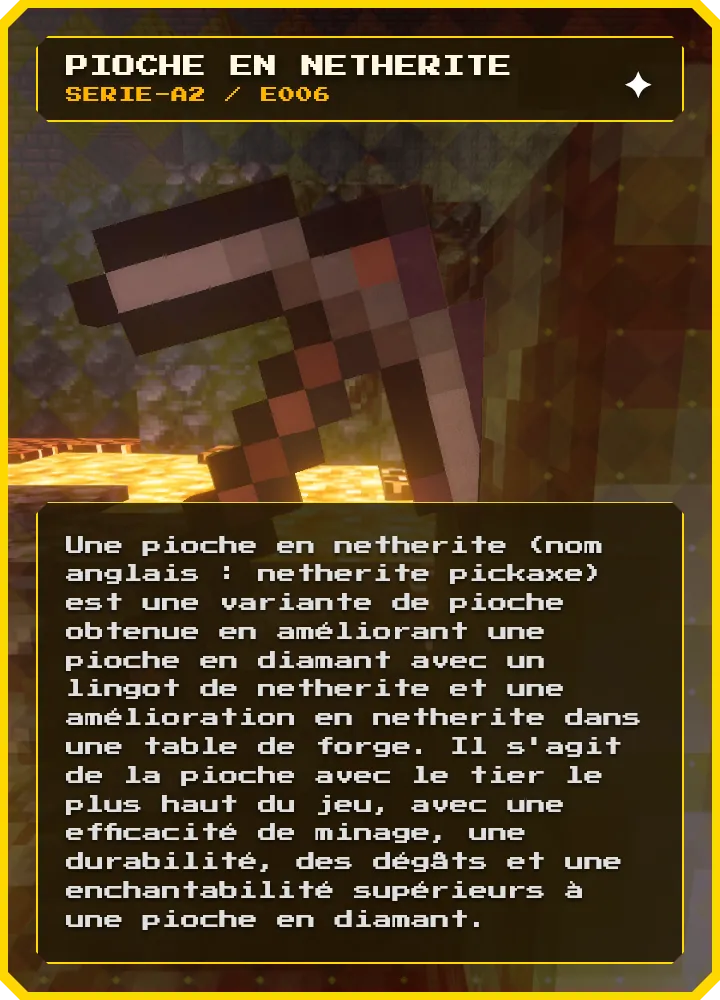 PIOCHE EN NETHERITE
SERIE-A2 / E006
Une pioche en netherite (nom
anglais : netherite pickaxe)
est une variante de pioche
obtenue en améliorant une
pioche en diamant avec un
lingot de netherite et une
amélioration en netherite dans
une table de forge. Il s'agit
de la pioche avec le tier le
plus haut du jeu, avec une
efficacité de minage, une
durabilité, des dégâts et une
enchantabilité supérieurs à
une pioche en diamant.